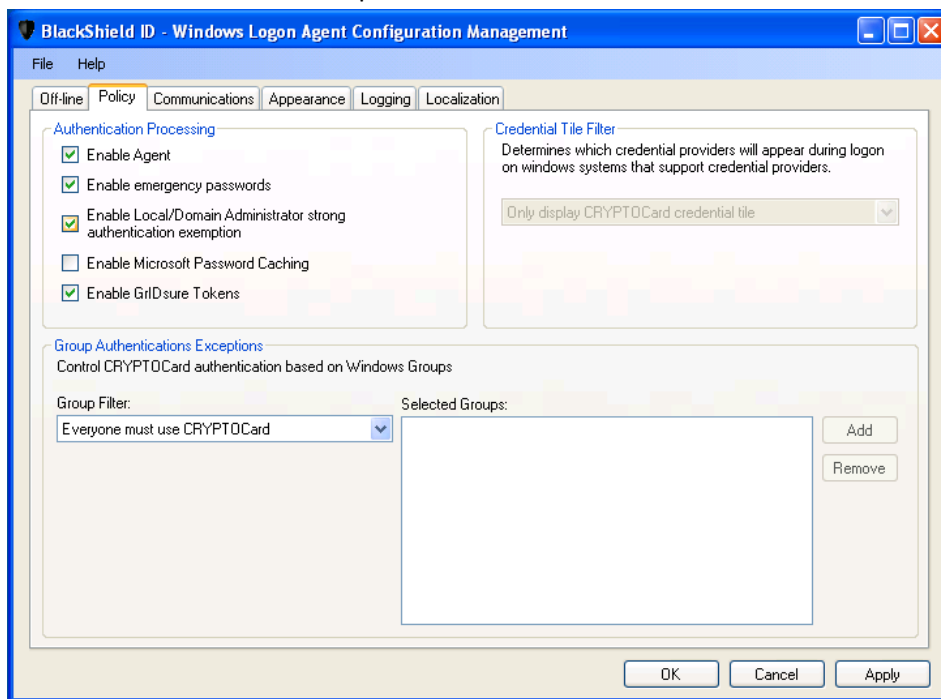 BlackShield ID - Windows Logon Agent Configuration Management
File Help
Off-line Policy Communications Appearance Logging Localization
Authentication Processing
Enable Agent
Enable emergency passwords
Enable Local/Domain Administrator strong
authentication exemption
Enable Microsoft Password Caching
Enable GrIDsure Tokens
Credential Tile Filter
Determines which credential providers will appear during logon
on windows systems that support credential providers.
Only display CRYPTOCard credential tile
Group Authentications Exceptions
Control CRYPTOCard authentication based on Windows Groups
Group Filter:
Everyone must use CRYPTOCard
Selected Groups:
Add
Remove
OK Cancel Apply